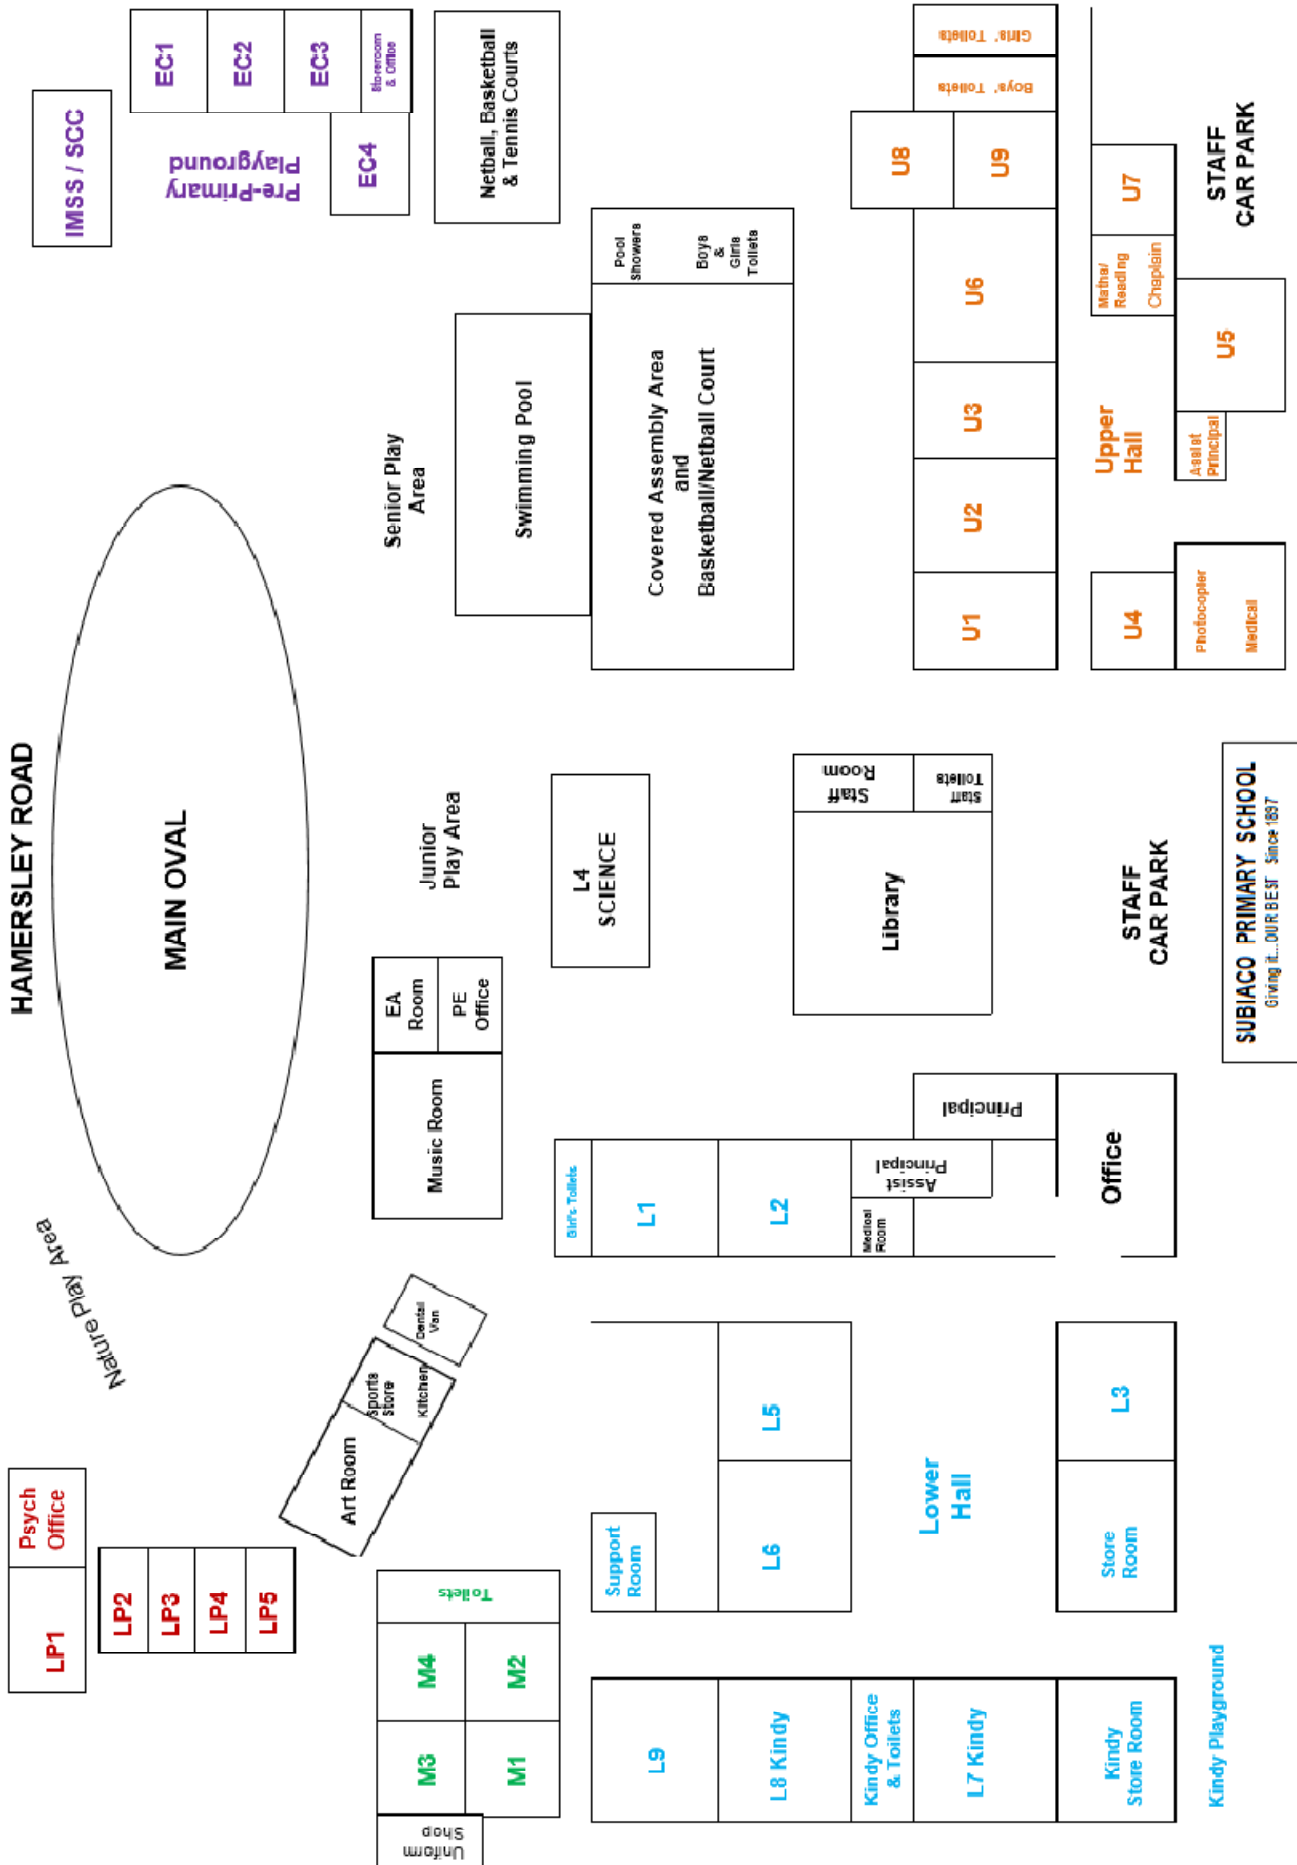 HAMERSLEY ROAD
MAIN OVAL
Nature Play Area
Psych
Office
LP1
LP2
LP3
LP4
LP5
IMSS / SCC
EC1
EC2
EC3
Storeroom
& Office
EC4
Pre-Primary
Playground
Netball, Basketball
& Tennis Courts
Senior Play
Area
Swimming Pool
Pool
Showers
Boys
&
Girls
Toilets
Covered Assembly Area
and
Basketball/Netball Court
Junior
Play Area
L4
SCIENCE
EA
Room
PE
Office
Music Room
Dental
Van
Sports
Store
Kitchen
Art Room
Toilets
M4
M2
M3
M1
Uniform
Shop
Girl's Toilets
L1
L2
Medical
Room
Assist
Principal
Principal
Office
Staff
Room
Staff
Toilets
Library
STAFF
CAR PARK
Girls' Toilets
Boys' Toilets
U8
U9
U6
U3
U2
U1
U7
Maths/
Reading
Chaplain
Upper
Hall
U5
Assist
Principal
U4
Photocopier
Medical
STAFF
CAR PARK
Support
Room
L5
L6
Lower
Hall
L3
Store
Room
L9
L8 Kindy
Kindy Office
& Toilets
L7 Kindy
Kindy
Store Room
Kindy Playground
SUBIACO PRIMARY SCHOOL
Giving it...OUR BEST Since 1897